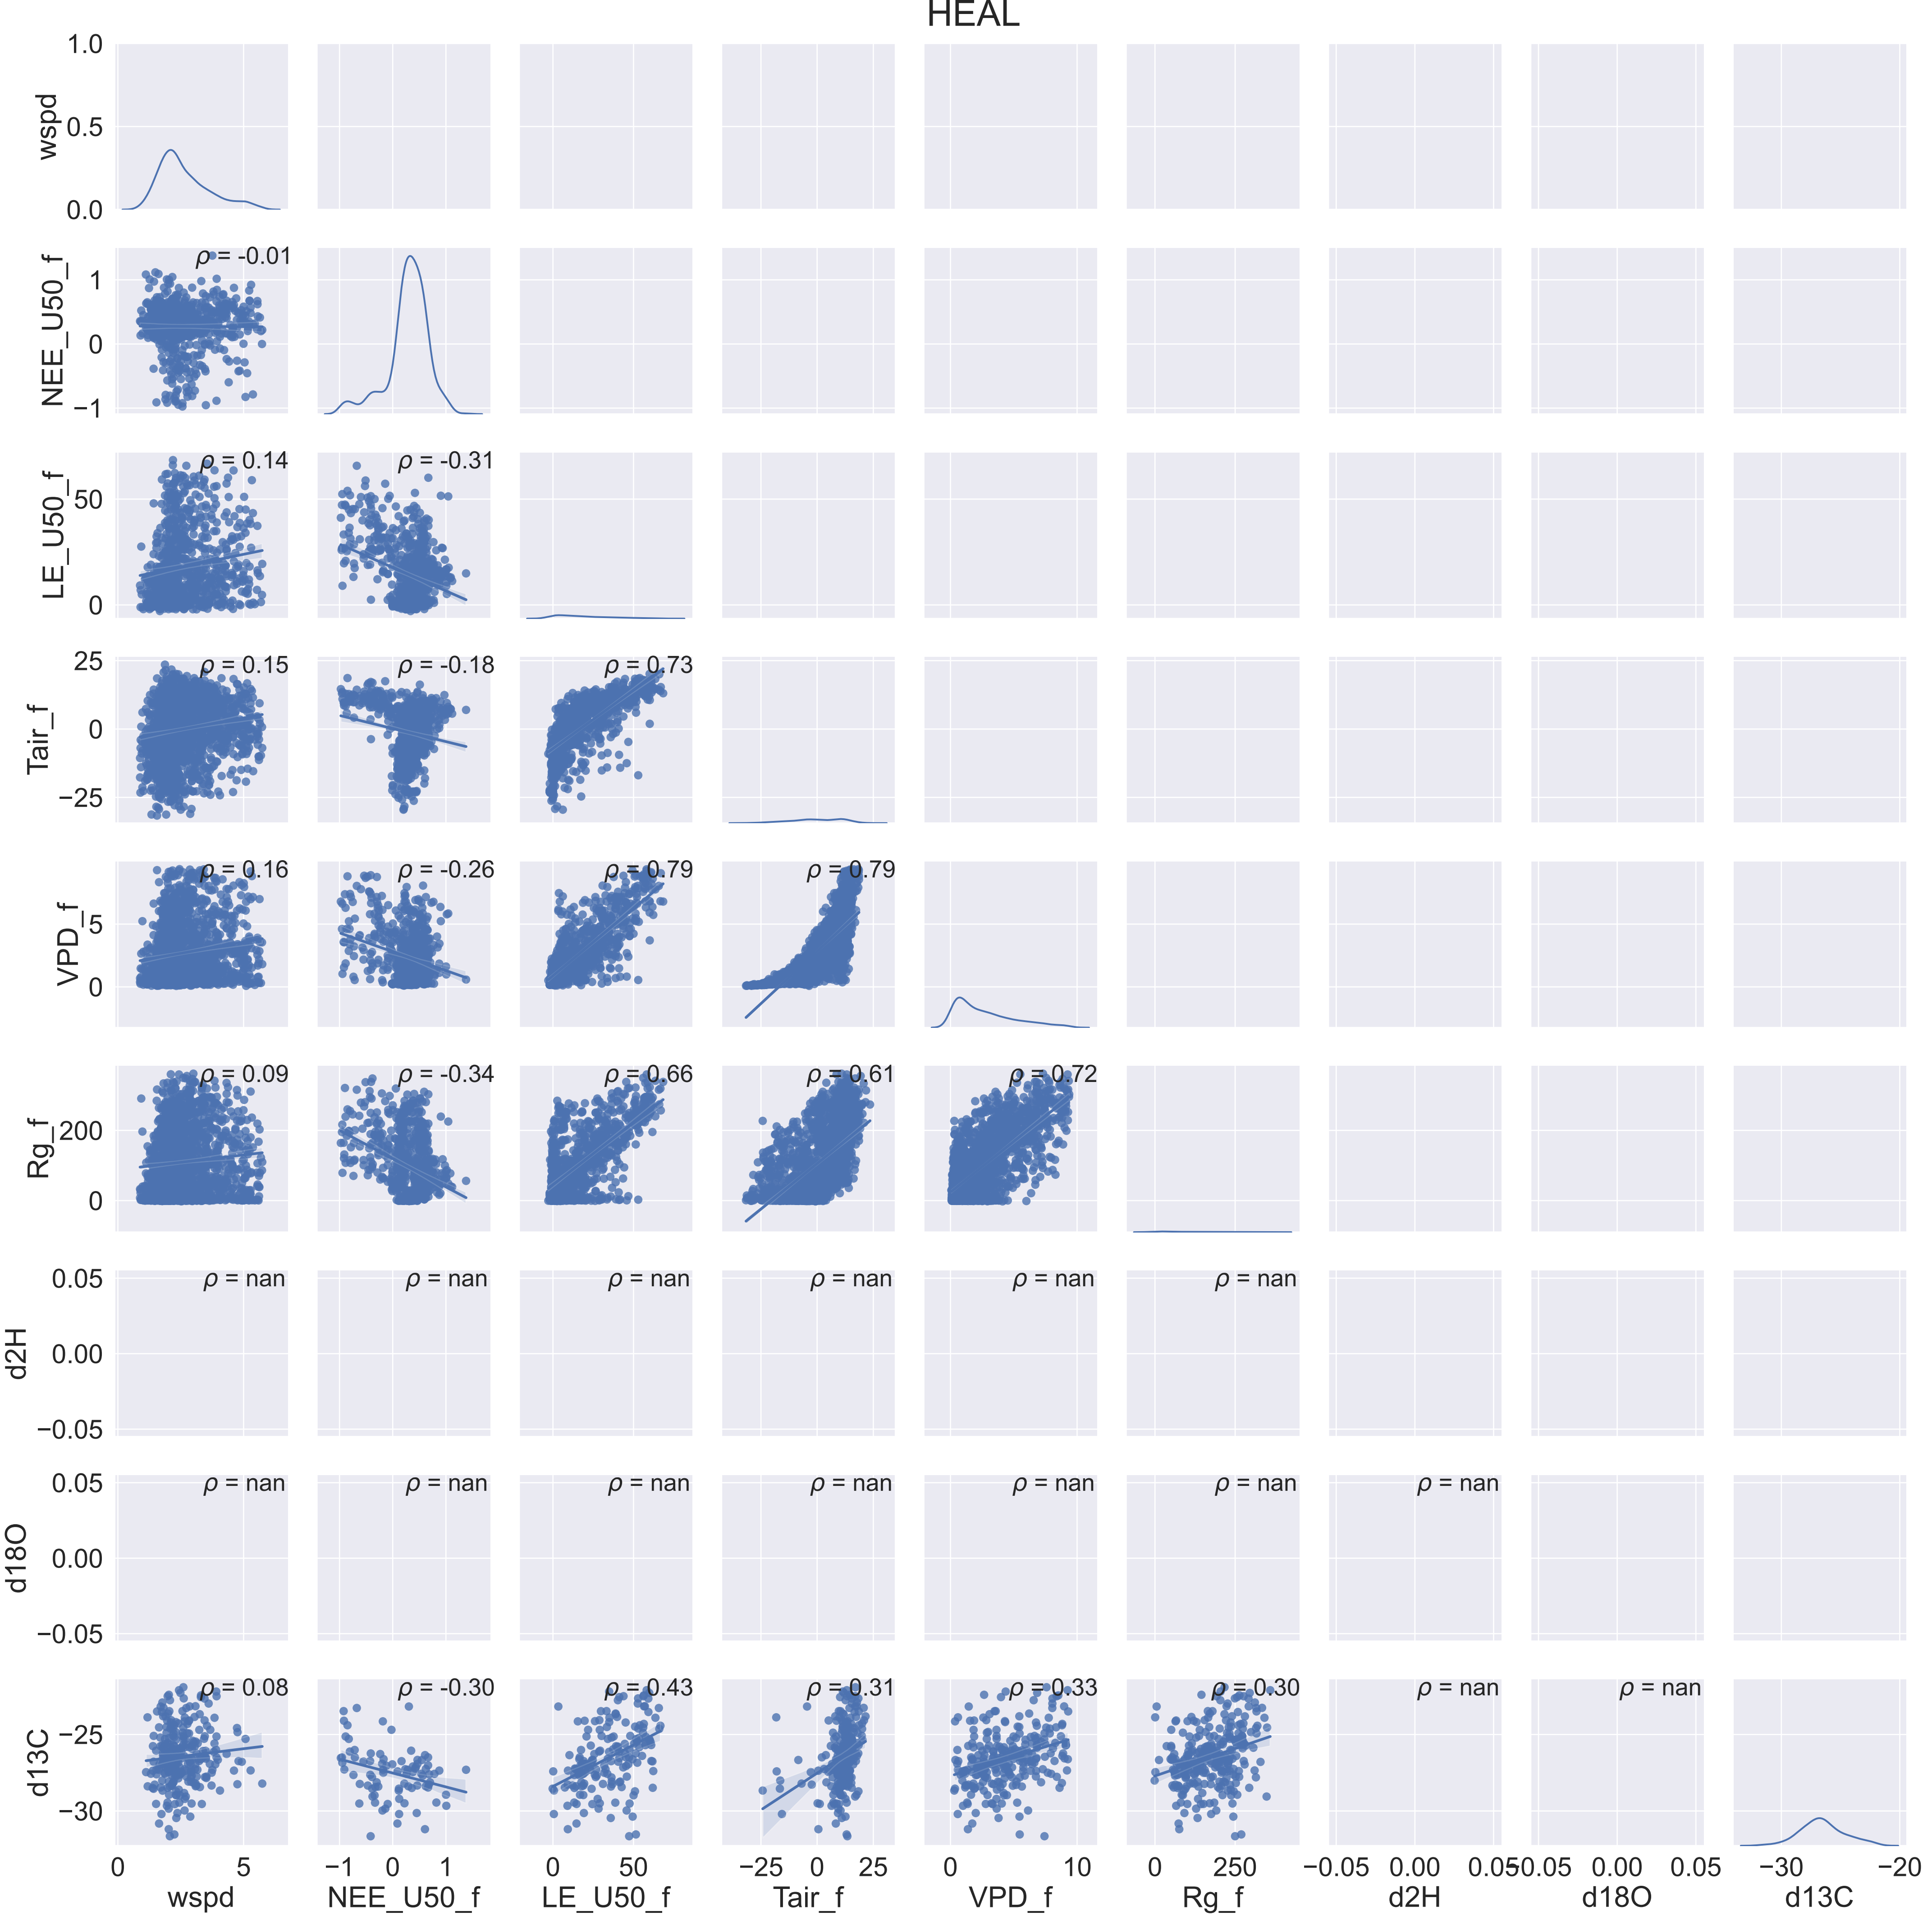 HEAL
1.0
0.5
0.0
wspd
ρ = -0.01
1
0
−1
NEE_U50_f
ρ = 0.14 ρ = -0.31
50
0
LE_U50_f
ρ = 0.15 ρ = -0.18 ρ = 0.73
25
0
−25
Tair_f
ρ = 0.16 ρ = -0.26 ρ = 0.79 ρ = 0.79
5
0
VPD_f
ρ = 0.09 ρ = -0.34 ρ = 0.66 ρ = 0.61 ρ = 0.72
200
0
Rg_f
ρ = nan ρ = nan ρ = nan ρ = nan ρ = nan ρ = nan
0.05
0.00
−0.05
d2H
ρ = nan ρ = nan ρ = nan ρ = nan ρ = nan ρ = nan ρ = nan
0.05
0.00
−0.05
d18O
ρ = 0.08 ρ = -0.30 ρ = 0.43 ρ = 0.31 ρ = 0.33 ρ = 0.30 ρ = nan ρ = nan
−25
−30
d13C
0 5 −1 0 1 0 50 −25 0 25 0 10 0 250 −0.05 0.00 0.05 −0.05 0.00 0.05 −30 −20
wspd NEE_U50_f LE_U50_f Tair_f VPD_f Rg_f d2H d18O d13C